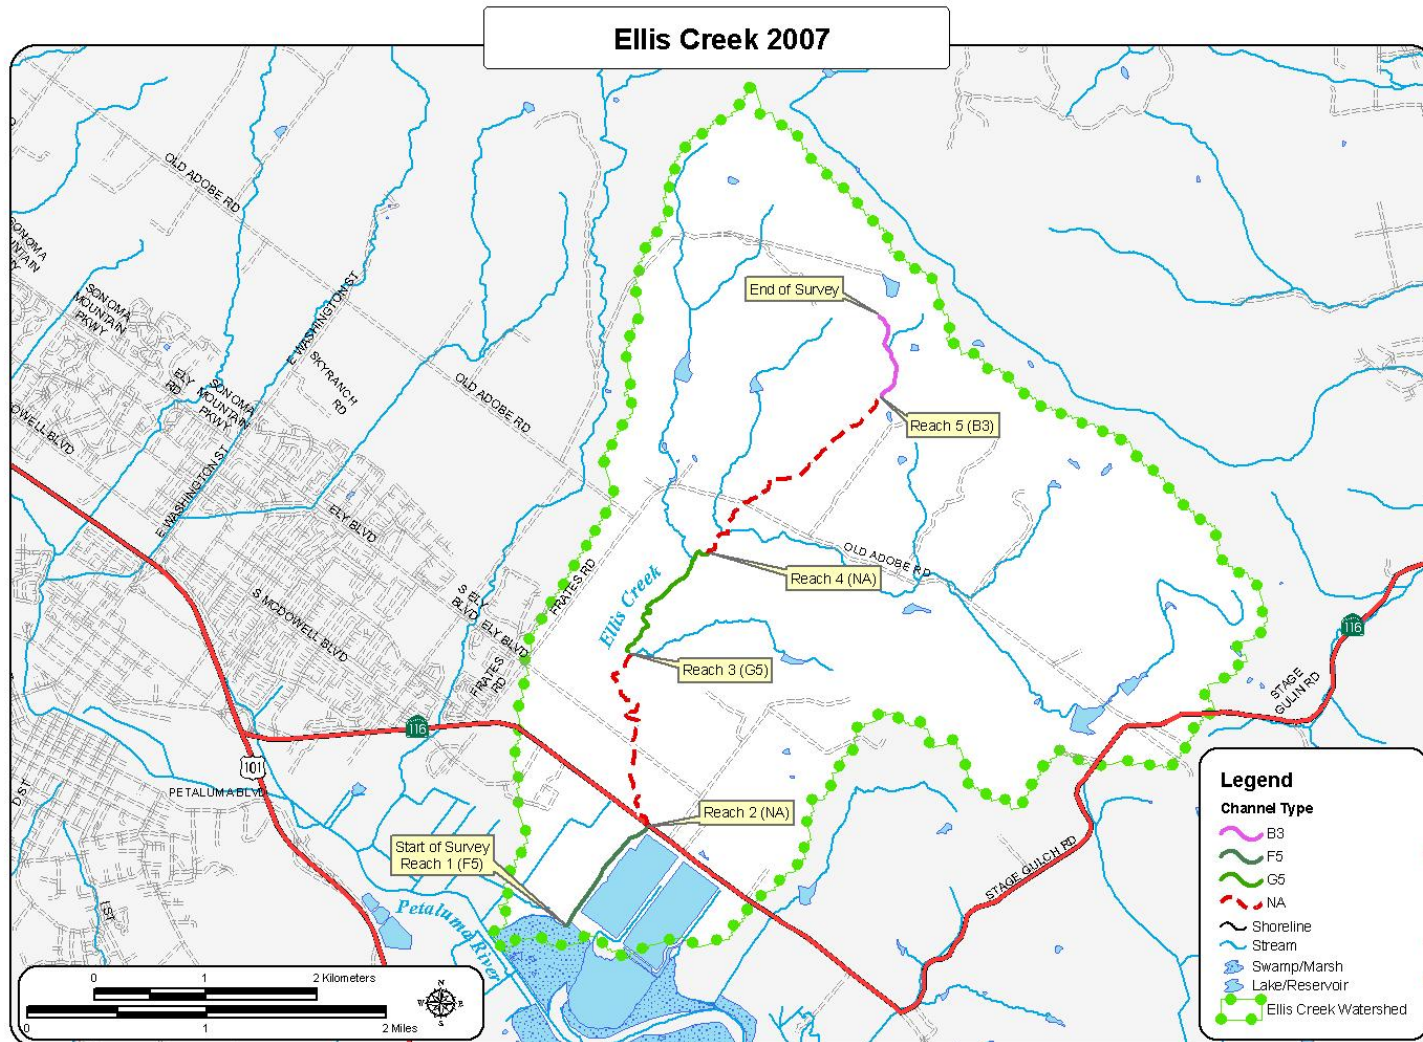 Ellis Creek 2007
OLD ADOBE RD
SONOMA
MOUNTAIN
PKWY
E WASHINGTON ST
SKYRANCH
RD
ELY
RD
SONOMA
MOUNTAIN
PKWY
OLD ADOBE RD
E WASHINGTON ST
ELY BLVD
S MCDOWELL BLVD
S ELY
BLVD
ELY BLVD
FRATES RD
FRATES
RD
End of Survey
Reach 5 (B3)
OLD ADOBE RD
Reach 4 (NA)
Ellis Creek
Reach 3 (G5)
116
116
STAGE
GULIN RD
101
PETALUMA BLVD
D ST
Reach 2 (NA)
Start of Survey
Reach 1 (F5)
STAGE GULCH RD
Petaluma River
0 1 2 Kilometers
0 1 2 Miles
N
W E
S
Legend
Channel Type
B3
F5
G5
NA
Shoreline
Stream
Swamp/Marsh
Lake/Reservoir
Ellis Creek Watershed